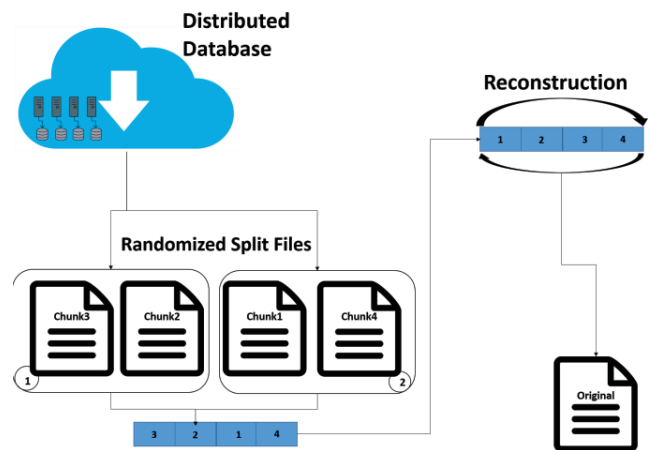 Distributed
Database
Reconstruction
1 2 3 4
Randomized Split Files
Chunk3 Chunk2 Chunk1 Chunk4
1 2
Original
3 2 1 4